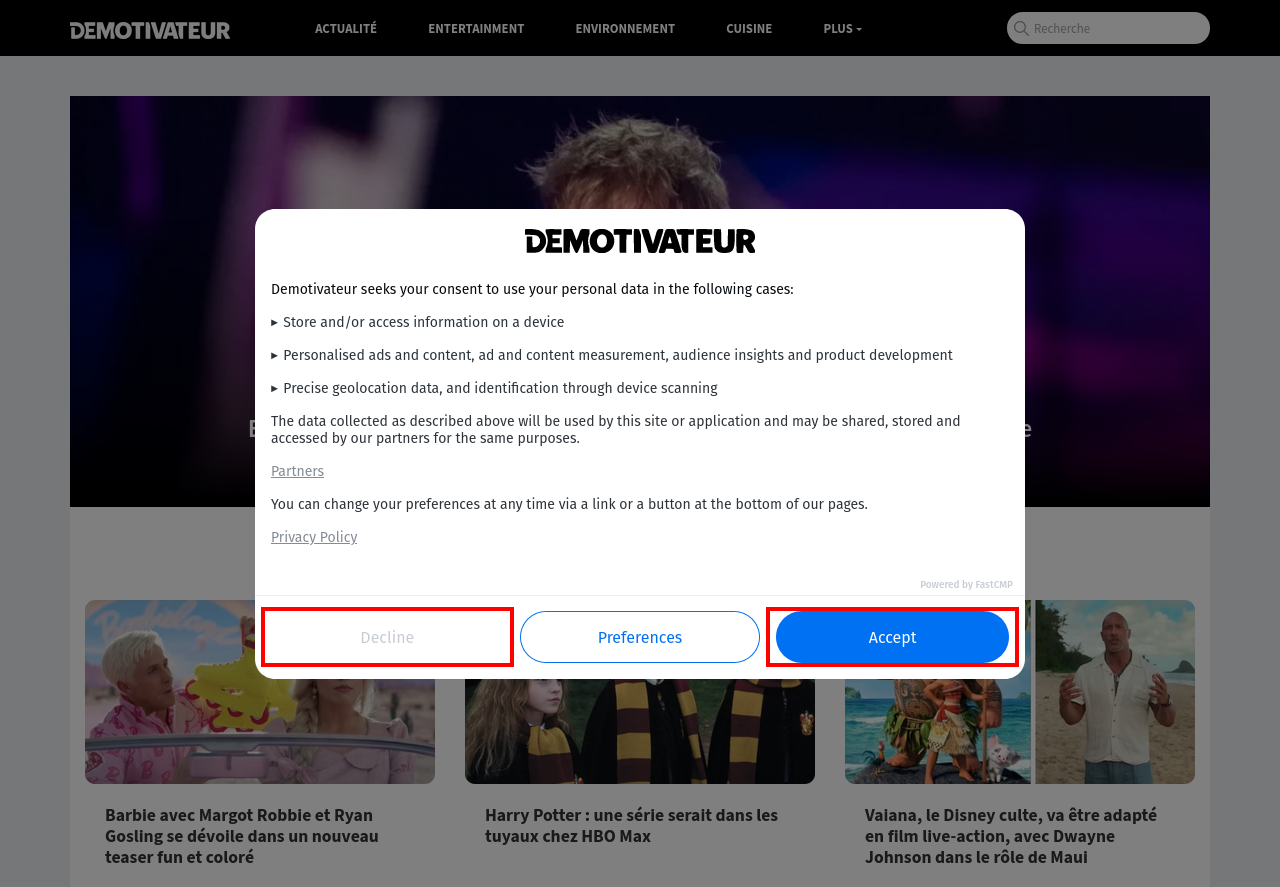 DEMOTIVATEUR
ACTUALITÉ
ENTERTAINMENT
ENVIRONNEMENT
CUISINE
PLUS
Recherche
DEMOTIVATEUR
Demotivateur seeks your consent to use your personal data in the following cases:
▸ Store and/or access information on a device
▸ Personalised ads and content, ad and content measurement, audience insights and product development
▸ Precise geolocation data, and identification through device scanning
The data collected as described above will be used by this site or application and may be shared, stored and
accessed by our partners for the same purposes.
Partners
You can change your preferences at any time via a link or a button at the bottom of our pages.
Privacy Policy
Powered by FastCMP
Decline
Preferences
Accept
Barbie avec Margot Robbie et Ryan
Gosling se dévoile dans un nouveau
teaser fun et coloré
Harry Potter : une série serait dans les
tuyaux chez HBO Max
Vaiana, le Disney culte, va être adapté
en film live-action, avec Dwayne
Johnson dans le rôle de Maui